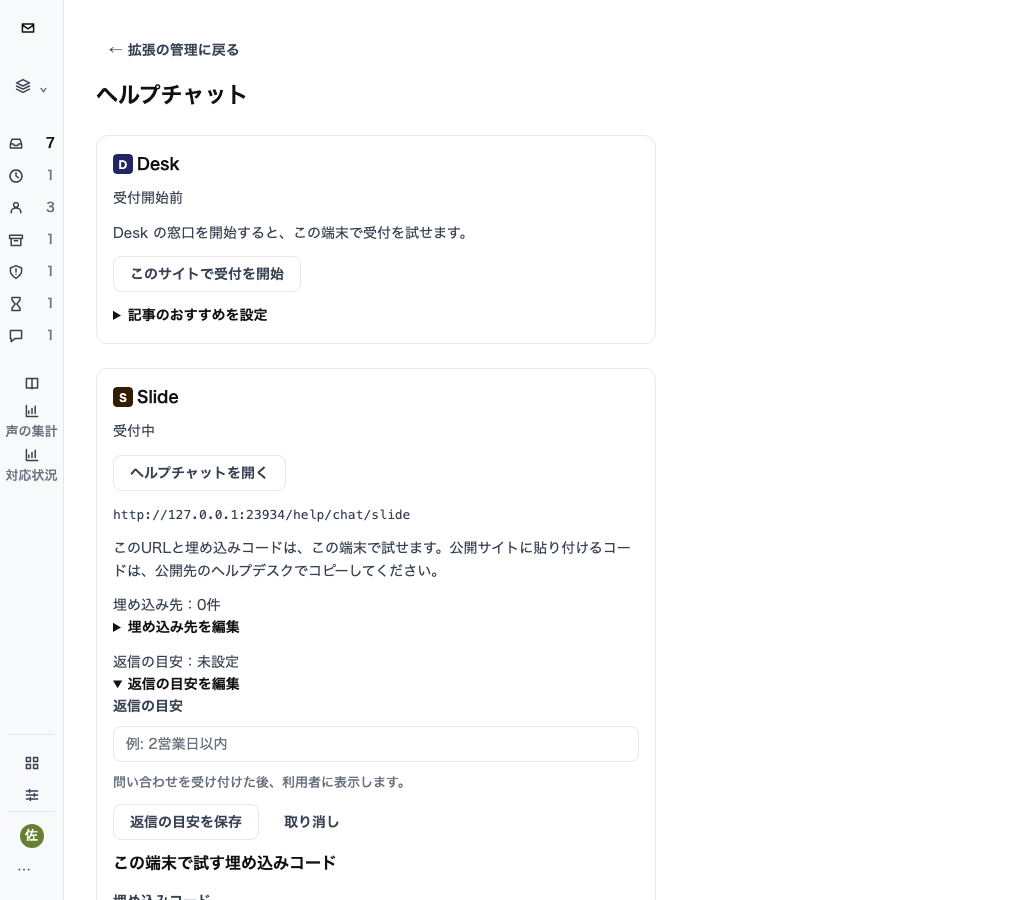 ← 拡張の管理に戻る
ヘルプチャット
7
1
3
1
1
1
1
声の集計
対応状況
佐
…
D Desk
受付開始前
Desk の窓口を開始すると、この端末で受付を試せます。
このサイトで受付を開始
▶ 記事のおすすめを設定
S Slide
受付中
ヘルプチャットを開く
http://127.0.0.1:23934/help/chat/slide
このURLと埋め込みコードは、この端末で試せます。公開サイトに貼り付けるコー
ドは、公開先のヘルプデスクでコピーしてください。
埋め込み先：0件
▶ 埋め込み先を編集
返信の目安：未設定
▼ 返信の目安を編集
返信の目安
例: 2営業日以内
問い合わせを受け付けた後、利用者に表示します。
返信の目安を保存 取り消し
この端末で試す埋め込みコード
埋め込みコード